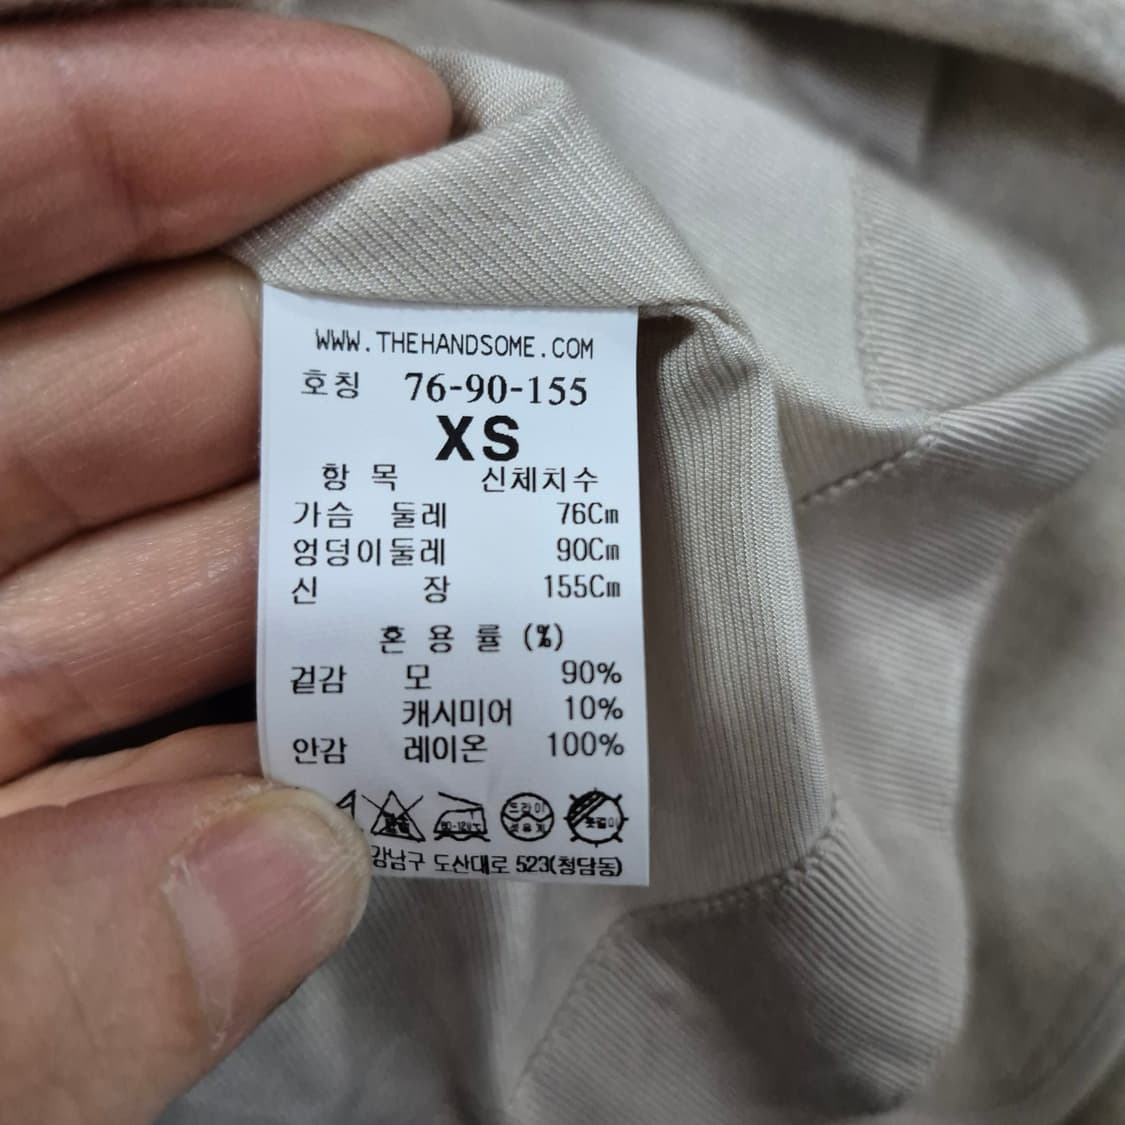 WWW.THEHANDSOME.COM
호칭 76-90-155
XS
항 목 신체치수
가슴 둘레 76Cm
엉덩이둘레 90Cm
신 장 155Cm
혼 용 률 (%)
겉감 모 90%
캐시미어 10%
안감 레이온 100%
드라이
강남구 도산대로 523(청담동)